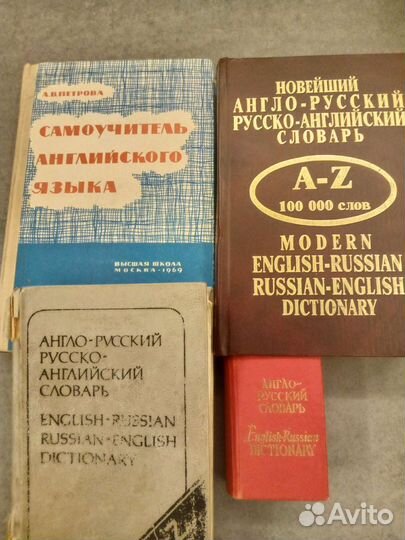 А.В.ПЕТРОВА
САМОУЧИТЕЛЬ
АНГЛИЙСКОГО
ЯЗЫКА
ВЫСШАЯ ШКОЛА
МОСКВА-1969
НОВЕЙШИЙ
АНГЛО-РУССКИЙ
РУССКО-АНГЛИЙСКИЙ
СЛОВАРЬ
A-Z
100 000 слов
MODERN
ENGLISH-RUSSIAN
RUSSIAN-ENGLISH
DICTIONARY
АНГЛО-РУССКИЙ
РУССКО-
АНГЛИЙСКИЙ
СЛОВАРЬ
ENGLISH-RUSSIAN
RUSSIAN-ENGLISH
DICTIONARY
АНГЛО-
РУССКИЙ
СЛОВАРЬ
English-Russian
DICTIONARY
Avito